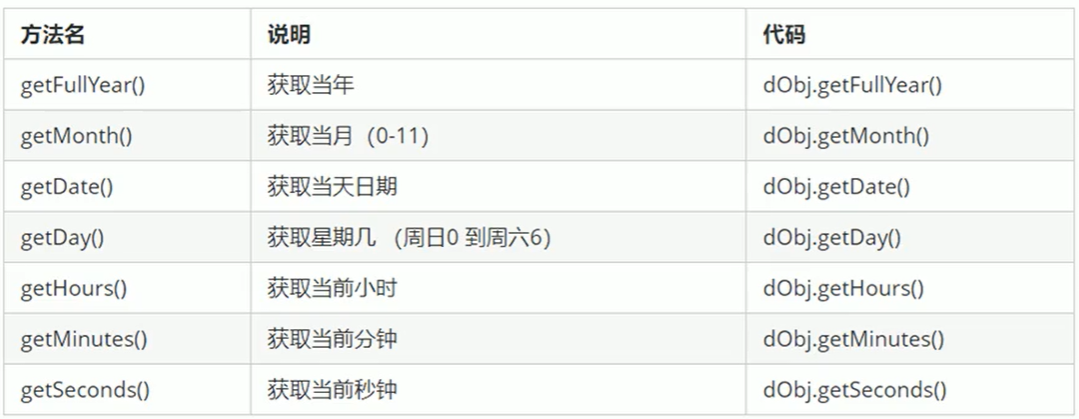 方法名 说明 代码
getFullYear() 获取当年 dObj.getFullYear()
getMonth() 获取当月（0-11） dObj.getMonth()
getDate() 获取当天日期 dObj.getDate()
getDay() 获取星期几 （周日0 到周六6） dObj.getDay()
getHours() 获取当前小时 dObj.getHours()
getMinutes() 获取当前分钟 dObj.getMinutes()
getSeconds() 获取当前秒钟 dObj.getSeconds()